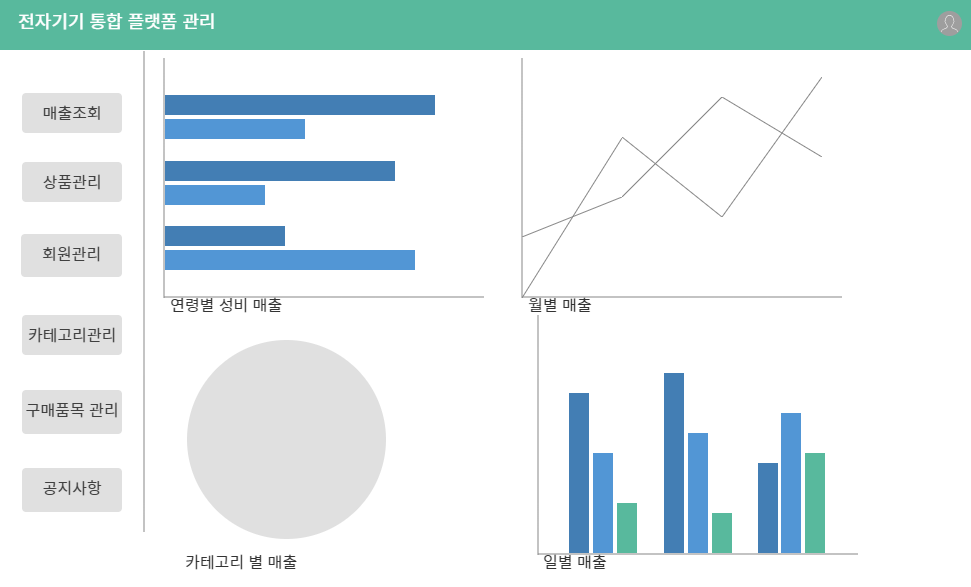 전자기기 통합 플랫폼 관리
매출조회
상품관리
회원관리
카테고리관리
구매품목 관리
공지사항
연령별 성비 매출
월별 매출
카테고리 별 매출
일별 매출